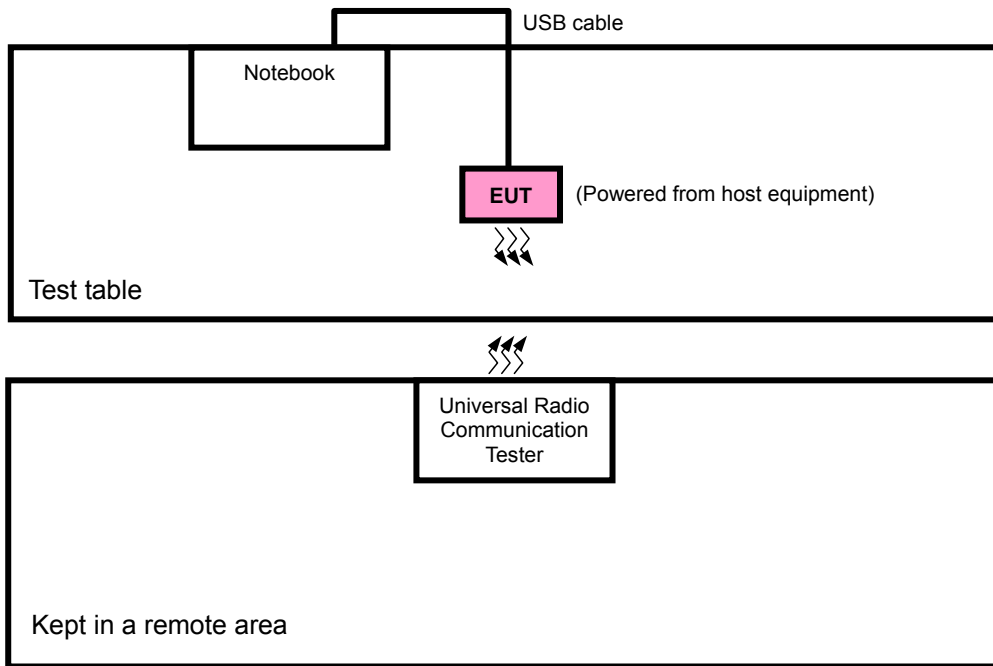 USB cable
Notebook
EUT
(Powered from host equipment)
Test table
Universal Radio
Communication
Tester
Kept in a remote area